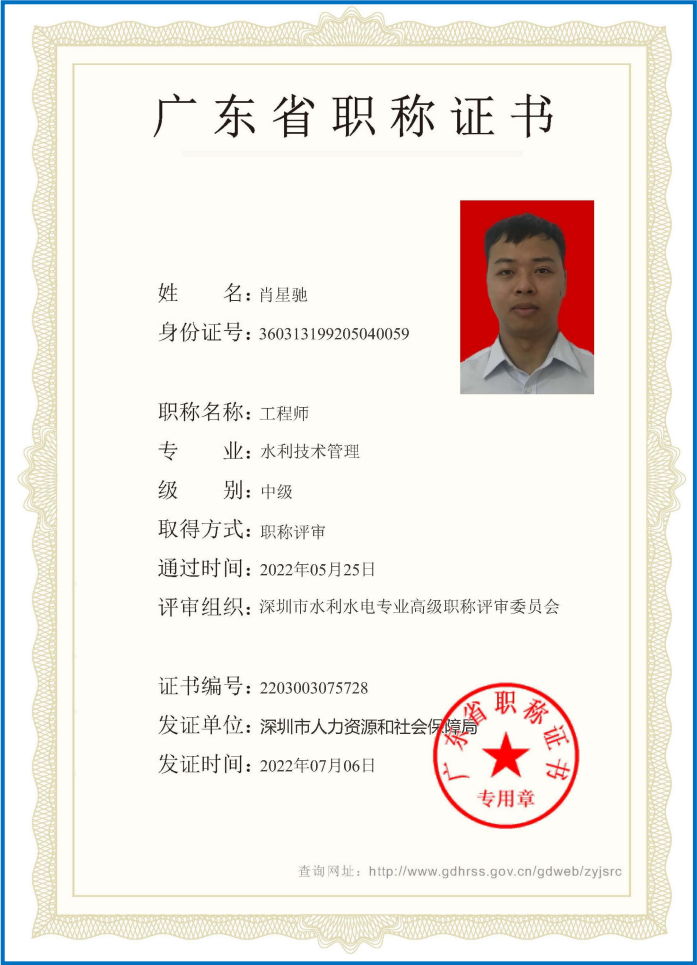 广东省职称证书
姓 名：肖星驰
身份证号：360313199205040059
职称名称：工程师
专 业：水利技术管理
级 别：中级
取得方式：职称评审
通过时间：2022年05月25日
评审组织：深圳市水利水电专业高级职称评审委员会
证书编号：2203003075728
发证单位：深圳市人力资源和社会保障局
发证时间：2022年07月06日
广东省职称证书
专用章
查询网址：http://www.gdhrss.gov.cn/gdweb/zyjsrc